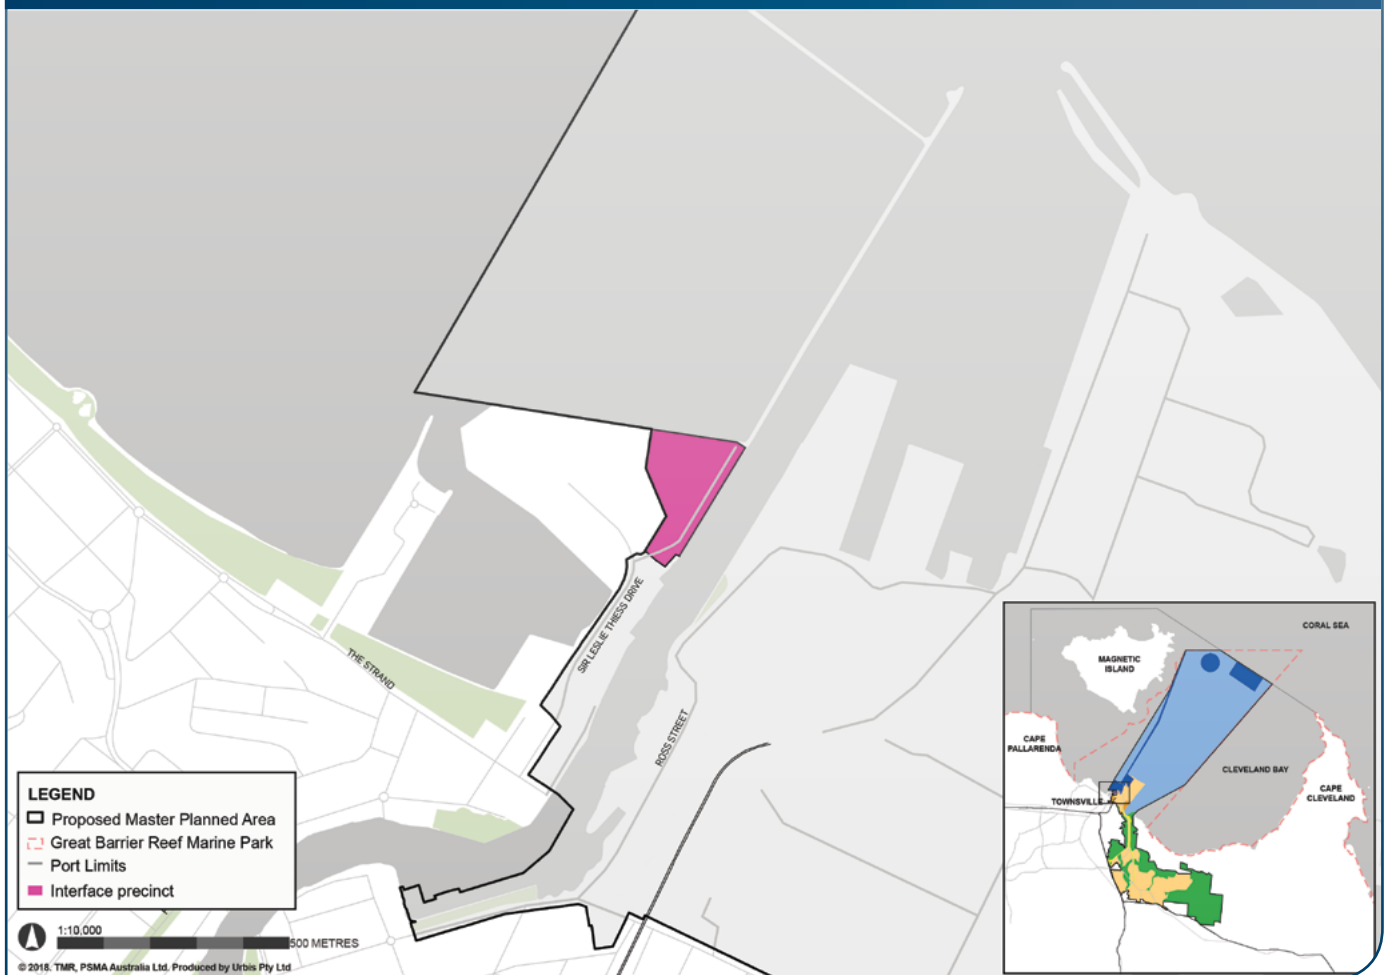 THE STRAND
SIR LESLIE THIESS DRIVE
ROSS STREET
LEGEND
Proposed Master Planned Area
Great Barrier Reef Marine Park
Port Limits
Interface precinct
1:10,000
500 METRES
© 2018. TMR, PSMA Australia Ltd. Produced by Urbis Pty Ltd
CORAL SEA
MAGNETIC
ISLAND
CAPE
PALLARENDA
CLEVELAND BAY
TOWNSVILLE
CAPE
CLEVELAND